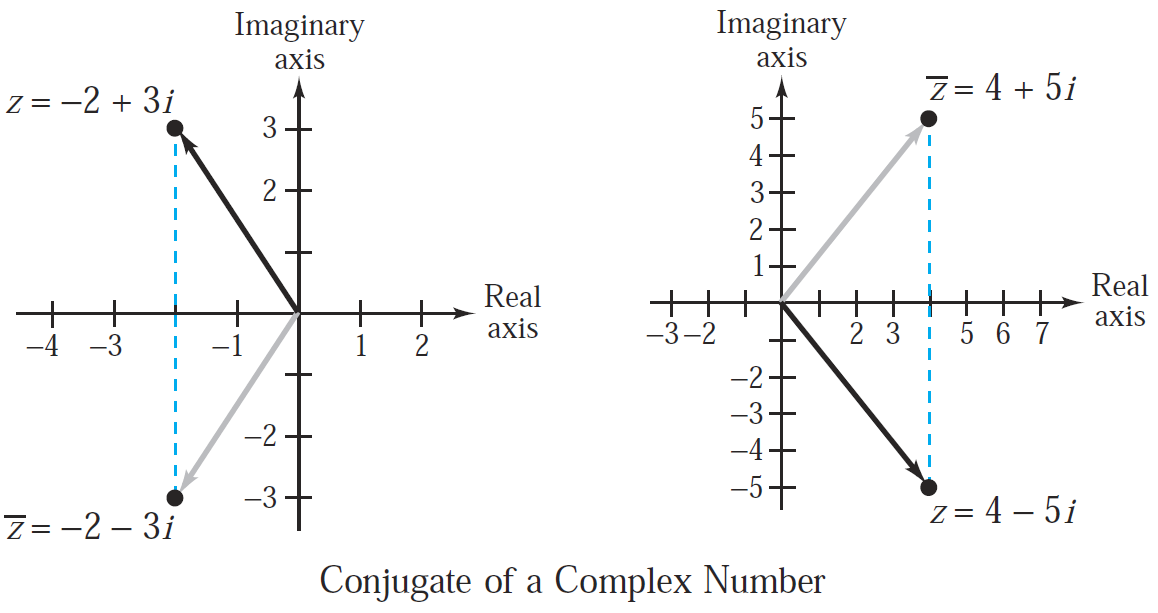 Imaginary
axis
z = −2 + 3i
3
2
Real
axis
−4 −3 −1 1 2
−2
−3
z̅ = −2 − 3i
Imaginary
axis
z̅ = 4 + 5i
5
4
3
2
1
Real
axis
−3 −2 2 3 5 6 7
−2
−3
−4
−5
z = 4 − 5i
Conjugate of a Complex Number